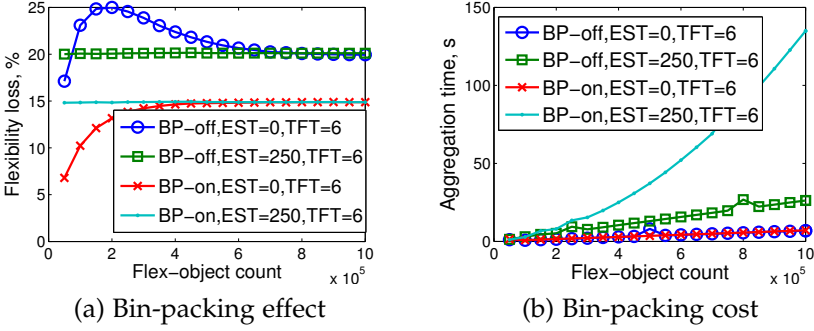 Flexibility loss, %
25
20
15
10
5
0
0
2
4
6
8
10
x 10^5
Flex−object count
BP−off,EST=0,TFT=6
BP−off,EST=250,TFT=6
BP−on,EST=0,TFT=6
BP−on,EST=250,TFT=6
(a) Bin-packing effect
Aggregation time, s
150
100
50
0
0
2
4
6
8
10
x 10^5
Flex−object count
BP−off,EST=0,TFT=6
BP−off,EST=250,TFT=6
BP−on,EST=0,TFT=6
BP−on,EST=250,TFT=6
(b) Bin-packing cost